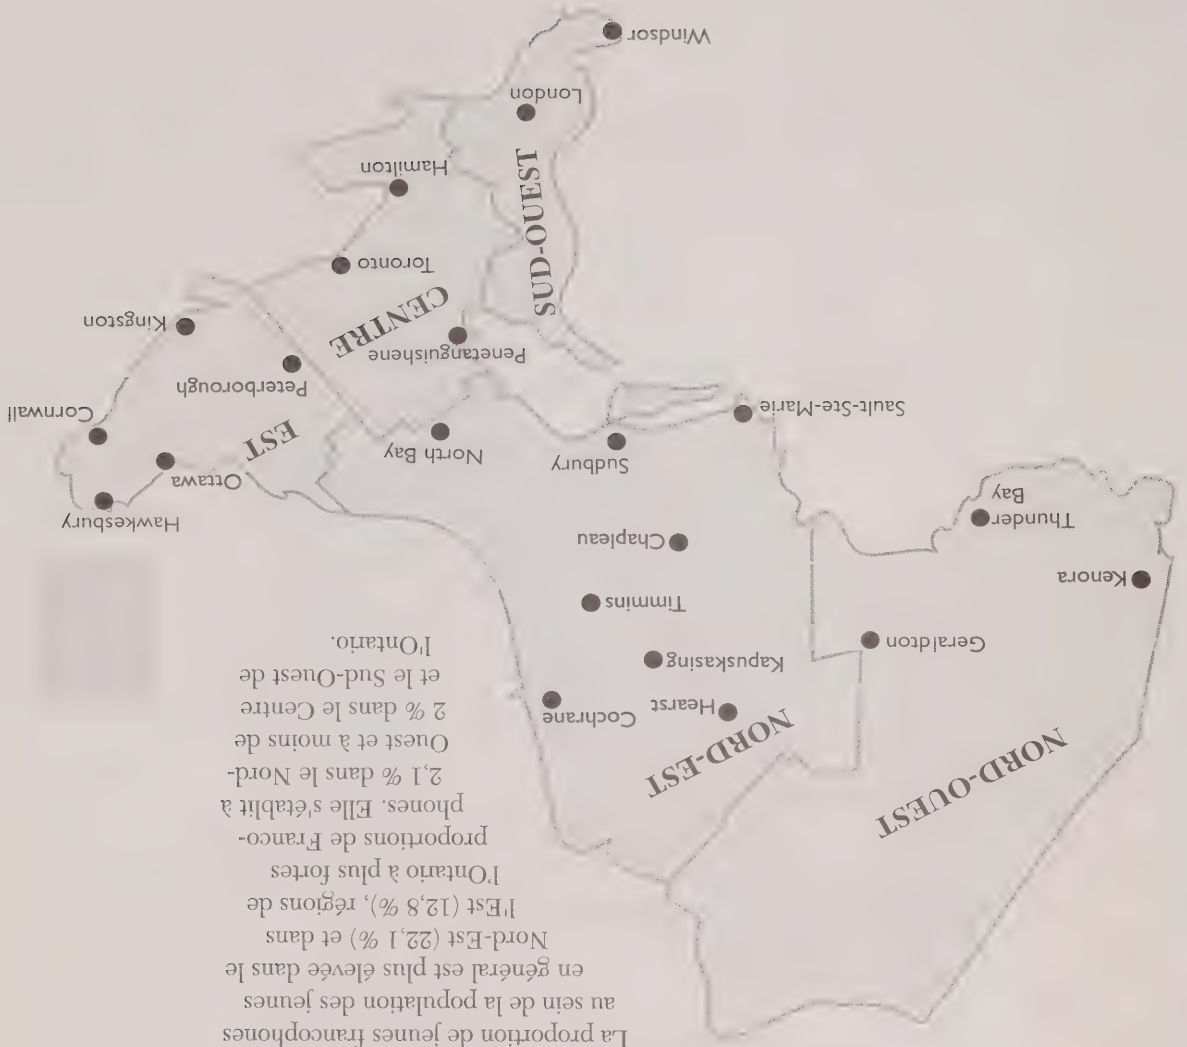 La proportion de jeunes francophones
au sein de la population des jeunes
en général est plus élevée dans le
Nord-Est (22,1 %) et dans
l'Est (12,8 %), régions de
l'Ontario à plus fortes
proportions de Franco-
phones. Elle s'établit à
2,1 % dans le Nord-
Ouest et à moins de
2 % dans le Centre
et le Sud-Ouest de
l'Ontario.
NORD-OUEST
NORD-EST
Hearst
Cochrane
Kapuskasing
Geraldton
Timmins
Kenora
Chapleau
Thunder
Bay
Hawkesbury
Ottawa
EST
Sudbury
North Bay
Cornwall
Sault-Ste-Marie
Peterborough
Penetanguishene
Kingston
CENTRE
Toronto
SUD-OUEST
Hamilton
London
Windsor